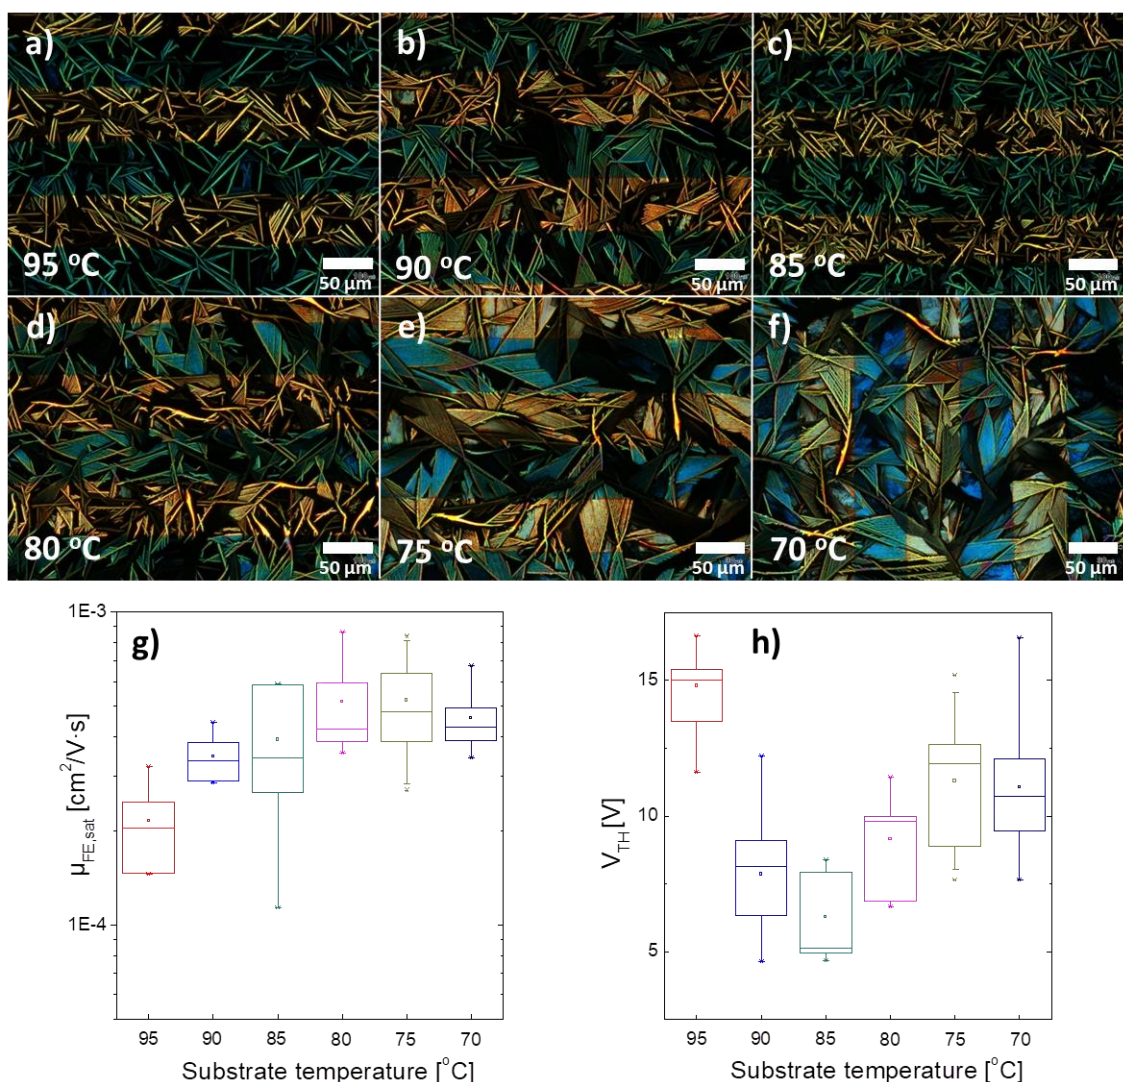 a)
b)
c)
95 °C
50 µm
90 °C
50 µm
85 °C
50 µm
d)
e)
f)
80 °C
50 µm
75 °C
50 µm
70 °C
50 µm
g)
1E-3
1E-4
µFE,sat [cm²/V·s]
95 90 85 80 75 70
Substrate temperature [°C]
h)
15
10
5
VTH [V]
95 90 85 80 75 70
Substrate temperature [°C]